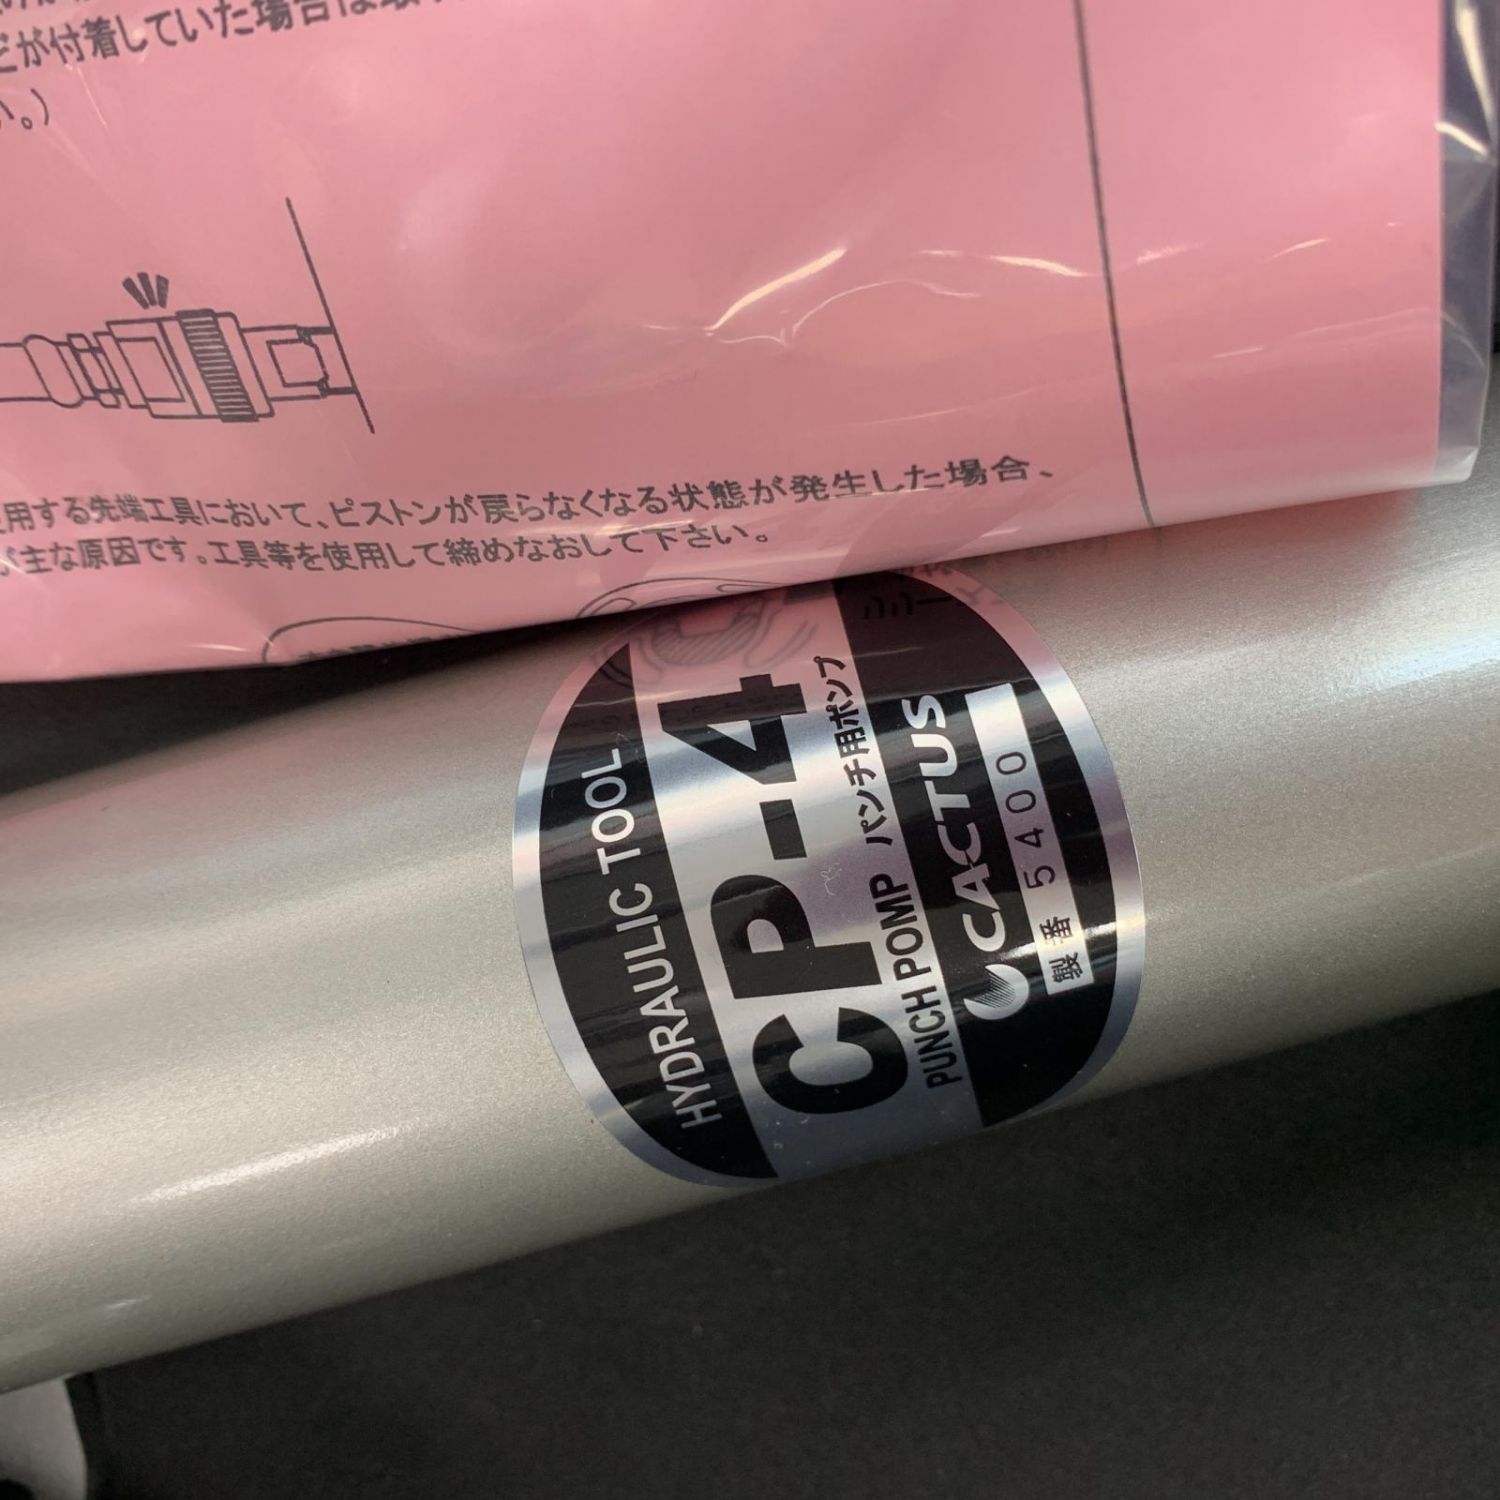 どが付着していた場合は
い。)
用する先端工具において、ピストンが戻らなくなる状態が発生した場合、
が主な原因です。工具等を使用して締めなおして下さい。
HYDRAULIC TOOL
CP-4
PUNCH POMP パンチ用ポンプ
CACTUS
製番 5400